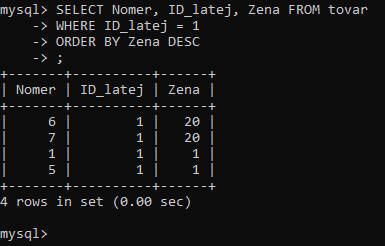 mysql> SELECT Nomer, ID_latej, Zena FROM tovar
    -> WHERE ID_latej = 1
    -> ORDER BY Zena DESC
    -> ;
+-------+----------+------+
| Nomer | ID_latej | Zena |
+-------+----------+------+
|     6 |        1 |   20 |
|     7 |        1 |   20 |
|     1 |        1 |    1 |
|     5 |        1 |    1 |
+-------+----------+------+
4 rows in set (0.00 sec)
mysql>